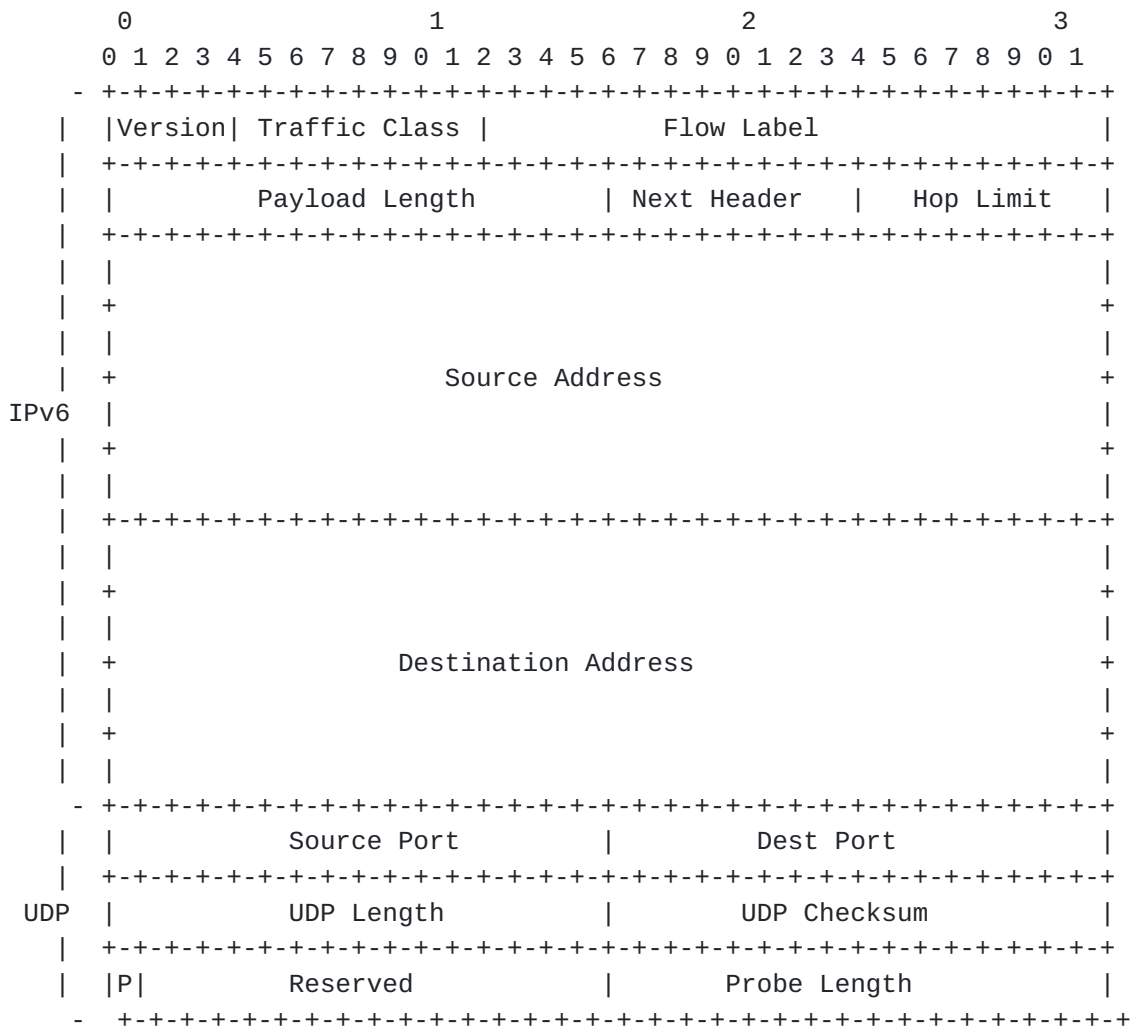 0                   1                   2                   3
       0 1 2 3 4 5 6 7 8 9 0 1 2 3 4 5 6 7 8 9 0 1 2 3 4 5 6 7 8 9 0 1
     - +-+-+-+-+-+-+-+-+-+-+-+-+-+-+-+-+-+-+-+-+-+-+-+-+-+-+-+-+-+-+-+-+
    |  |Version| Traffic Class |           Flow Label                  |
    |  +-+-+-+-+-+-+-+-+-+-+-+-+-+-+-+-+-+-+-+-+-+-+-+-+-+-+-+-+-+-+-+-+
    |  |         Payload Length        | Next Header   |   Hop Limit   |
    |  +-+-+-+-+-+-+-+-+-+-+-+-+-+-+-+-+-+-+-+-+-+-+-+-+-+-+-+-+-+-+-+-+
    |  |                                                               |
    |  +                                                               +
    |  |                                                               |
    |  +                     Source Address                            +
IPv6   |                                                               |
    |  +                                                               +
    |  |                                                               |
    |  +-+-+-+-+-+-+-+-+-+-+-+-+-+-+-+-+-+-+-+-+-+-+-+-+-+-+-+-+-+-+-+-+
    |  |                                                               |
    |  +                                                               +
    |  |                                                               |
    |  +                  Destination Address                          +
    |  |                                                               |
    |  +                                                               +
    |  |                                                               |
     - +-+-+-+-+-+-+-+-+-+-+-+-+-+-+-+-+-+-+-+-+-+-+-+-+-+-+-+-+-+-+-+-+
    |  |           Source Port         |         Dest Port             |
    |  +-+-+-+-+-+-+-+-+-+-+-+-+-+-+-+-+-+-+-+-+-+-+-+-+-+-+-+-+-+-+-+-+
 UDP   |           UDP Length          |        UDP Checksum           |
    |  +-+-+-+-+-+-+-+-+-+-+-+-+-+-+-+-+-+-+-+-+-+-+-+-+-+-+-+-+-+-+-+-+
    |  |P|         Reserved            |       Probe Length            |
     -  +-+-+-+-+-+-+-+-+-+-+-+-+-+-+-+-+-+-+-+-+-+-+-+-+-+-+-+-+-+-+-+-+